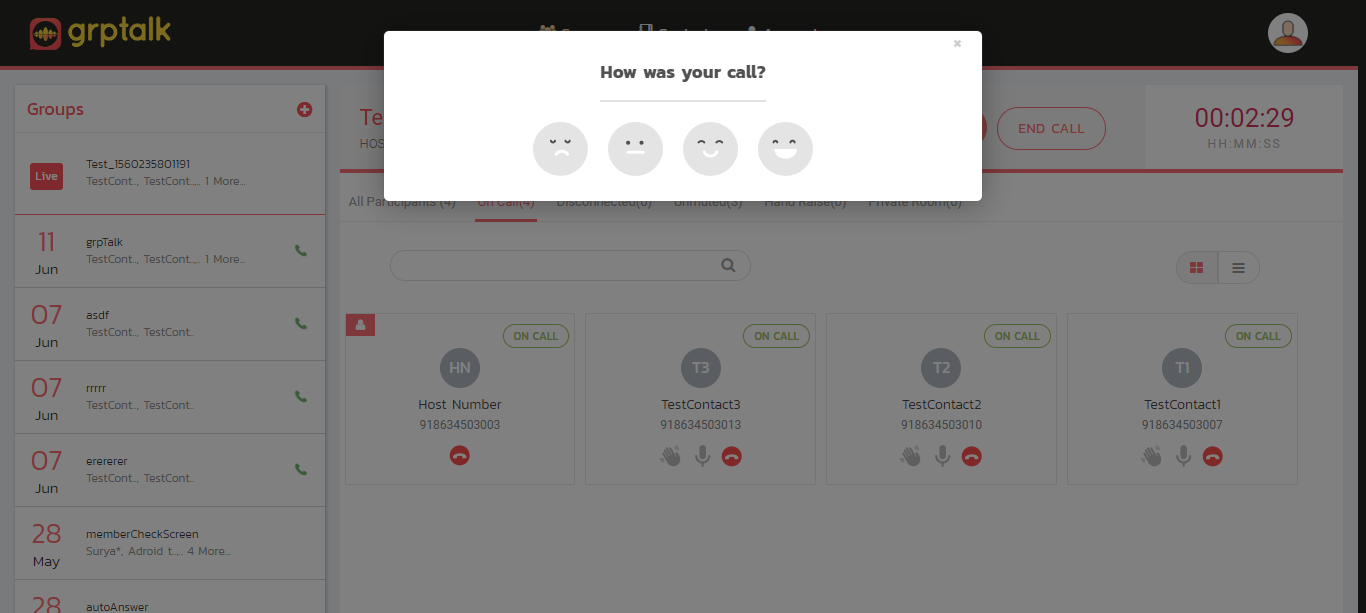 grptalk
How was your call?
Groups
Te
HOS
END CALL
00:02:29
HH:MM:SS
Live
Test_1560235801191
TestCont.., TestCont..,.. 1 More...
All Participants (4) On Call(4) Disconnected(0) Unmuted(3) Hand Raise(0) Private Room(0)
11
Jun
grpTalk
TestCont.., TestCont..,.. 1 More...
07
Jun
asdf
TestCont.., TestCont..
07
Jun
rrrrr
TestCont.., TestCont..
07
Jun
erererer
TestCont.., TestCont..
28
May
memberCheckScreen
Surya*, Adroid t..,.. 4 More...
28
autoAnswer
ON CALL
HN
Host Number
918634503003
ON CALL
T3
TestContact3
918634503013
ON CALL
T2
TestContact2
918634503010
ON CALL
T1
TestContact1
918634503007